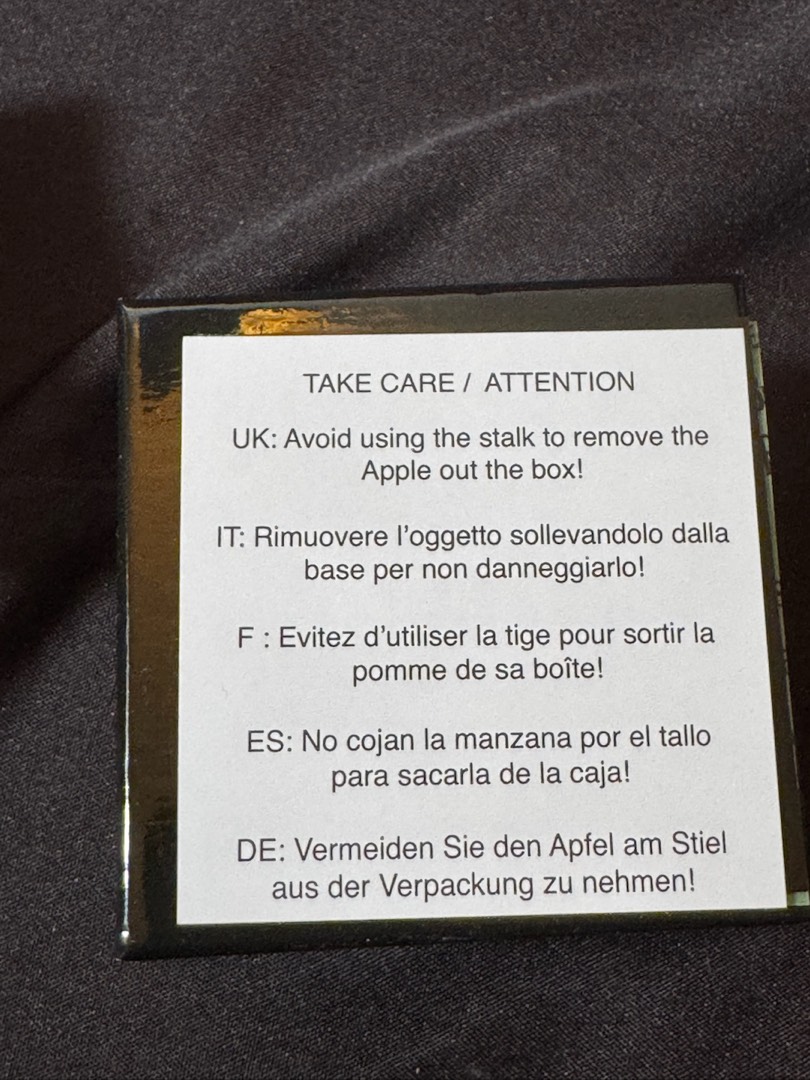 TAKE CARE / ATTENTION
UK: Avoid using the stalk to remove the
Apple out the box!
IT: Rimuovere l'oggetto sollevandolo dalla
base per non danneggiarlo!
F : Evitez d'utiliser la tige pour sortir la
pomme de sa boîte!
ES: No cojan la manzana por el tallo
para sacarla de la caja!
DE: Vermeiden Sie den Apfel am Stiel
aus der Verpackung zu nehmen!